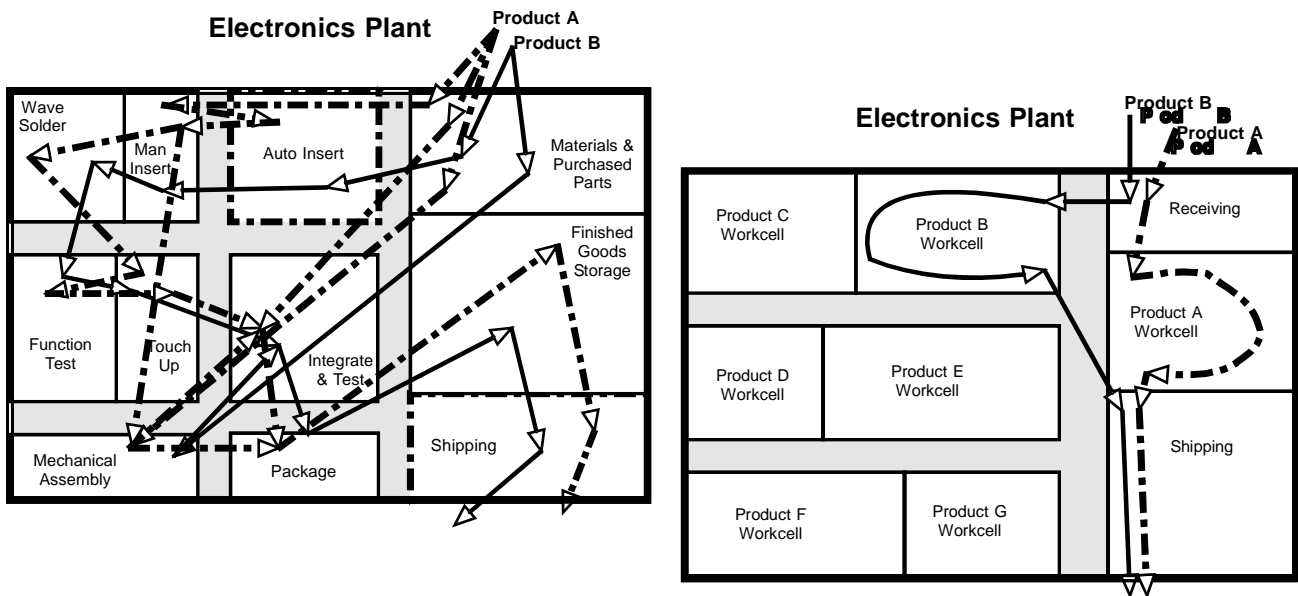 Electronics Plant
Product A
Product B
Wave
Solder
Man
Insert
Auto Insert
Materials &
Purchased
Parts
Finished
Goods
Storage
Function
Test
Touch
Up
Integrate
& Test
Mechanical
Assembly
Package
Shipping
Electronics Plant
Product B
P od B
Product A
P od A
Product C
Workcell
Product B
Workcell
Receiving
Product A
Workcell
Product D
Workcell
Product E
Workcell
Shipping
Product F
Workcell
Product G
Workcell